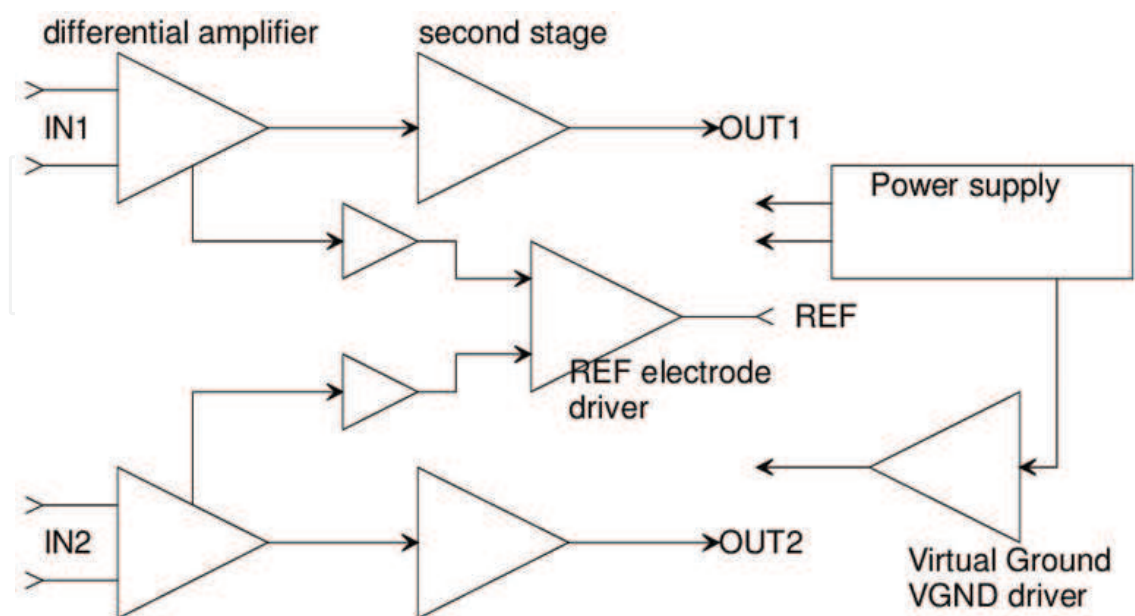 differential amplifier
second stage
IN1
OUT1
Power supply
REF
REF electrode
driver
IN2
OUT2
Virtual Ground
VGND driver